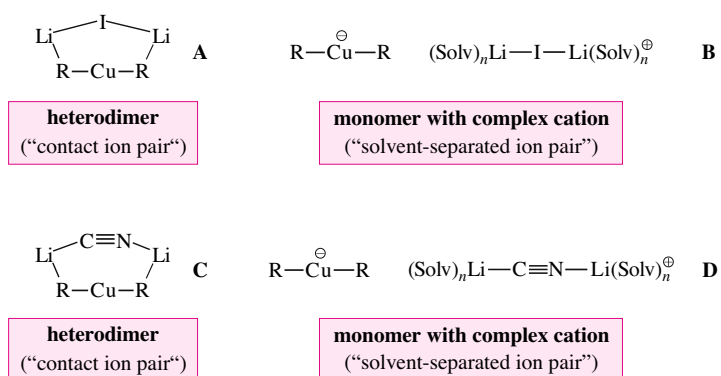 Li I Li
R—Cu—R A
R—Cu⊖—R (Solv)ₙLi—I—Li(Solv)ₙ⊕ B
heterodimer
(“contact ion pair“)
monomer with complex cation
(“solvent-separated ion pair”)
Li C≡N Li
R—Cu—R C
R—Cu⊖—R (Solv)ₙLi—C≡N—Li(Solv)ₙ⊕ D
heterodimer
(“contact ion pair“)
monomer with complex cation
(“solvent-separated ion pair”)